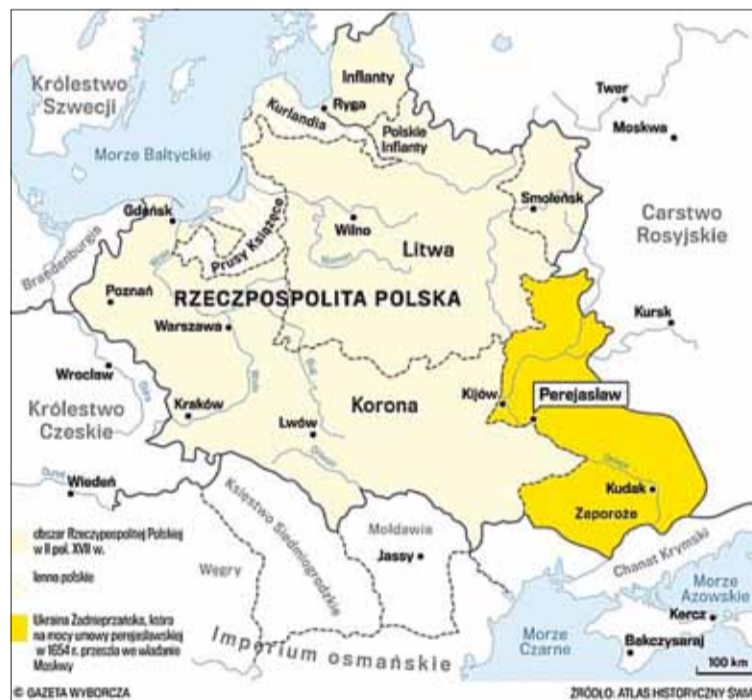 Królestwo
Szwecji
Morze Bałtyckie
Inflanty
Ryga
Kurlandia
Polskie
Inflanty
Twer
Moskwa
Smoleńsk
Carstwo
Rosyjskie
Gdańsk
Brandenburgia
Prusy Książęce
Wilno
Litwa
Poznań
RZECZPOSPOLITA POLSKA
Warszawa
Kursk
Wrocław
Królestwo
Czeskie
Kraków
Korona
Lwów
Kijów
Perejasław
Wiedeń
Kudak
Zaporoże
Księstwo Siedmiogrodzkie
Mołdawia
Jassy
Węgry
Chanat Krymski
Morze
Azowskie
Kercz
Morze
Czarne
Bakczysaraj
Imperium osmańskie
100 km
obszar Rzeczypospolitej Polskiej
w II poł. XVII w.
lenno polskie
Ukraina Zadnieprzańska, która
na mocy umowy perejasławskiej
w 1654 r. przeszła we władanie
Moskwy
© GAZETA WYBORCZA
ŹRÓDŁO: ATLAS HISTORYCZNY